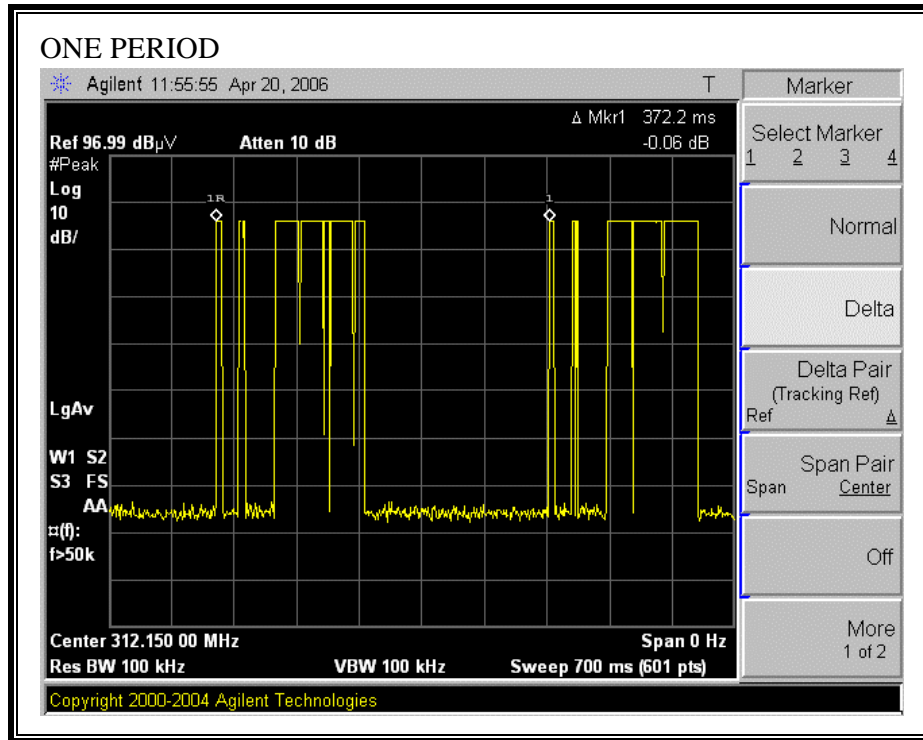 ONE PERIOD
Agilent 11:55:55 Apr 20, 2006 T
Marker
Δ Mkr1 372.2 ms
Ref 96.99 dBµV Atten 10 dB -0.06 dB
#Peak
Log
10
dB/
1R
1
LgAv
W1 S2
S3 FS
AA
¤(f):
f>50k
Center 312.150 00 MHz Span 0 Hz
Res BW 100 kHz VBW 100 kHz Sweep 700 ms (601 pts)
Copyright 2000-2004 Agilent Technologies
Select Marker
1 2 3 4
Normal
Delta
Delta Pair
(Tracking Ref)
Ref Δ
Span Pair
Span Center
Off
More
1 of 2